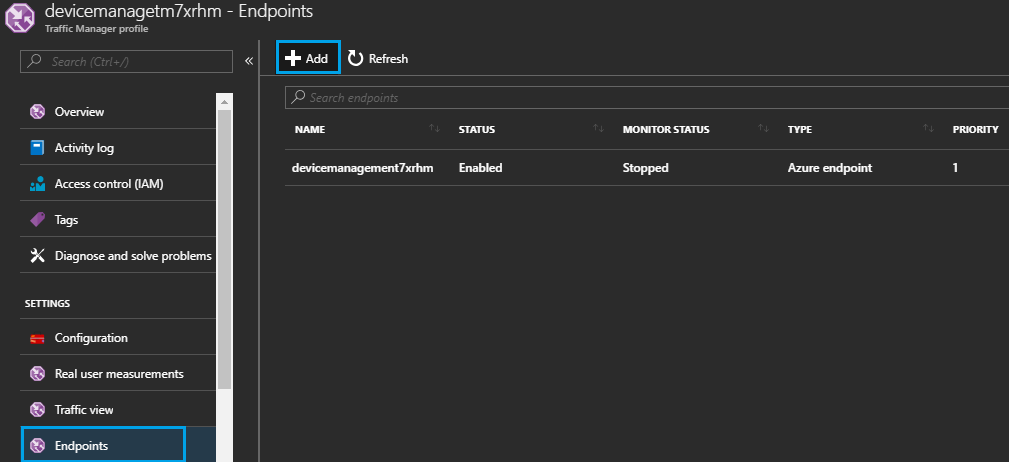 devicemanagetm7xrhm - Endpoints
Traffic Manager profile
Search (Ctrl+/)
«
Overview
Activity log
Access control (IAM)
Tags
Diagnose and solve problems
SETTINGS
Configuration
Real user measurements
Traffic view
Endpoints
Add Refresh
Search endpoints
NAME STATUS MONITOR STATUS TYPE PRIORITY
devicemanagement7xrhm Enabled Stopped Azure endpoint 1